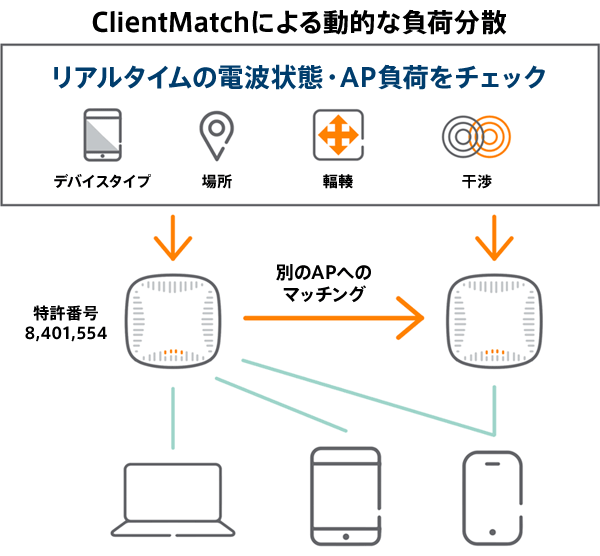 ClientMatchによる動的な負荷分散
リアルタイムの電波状態・AP負荷をチェック
デバイスタイプ
場所
輻輳
干渉
別のAPへの
マッチング
特許番号
8,401,554